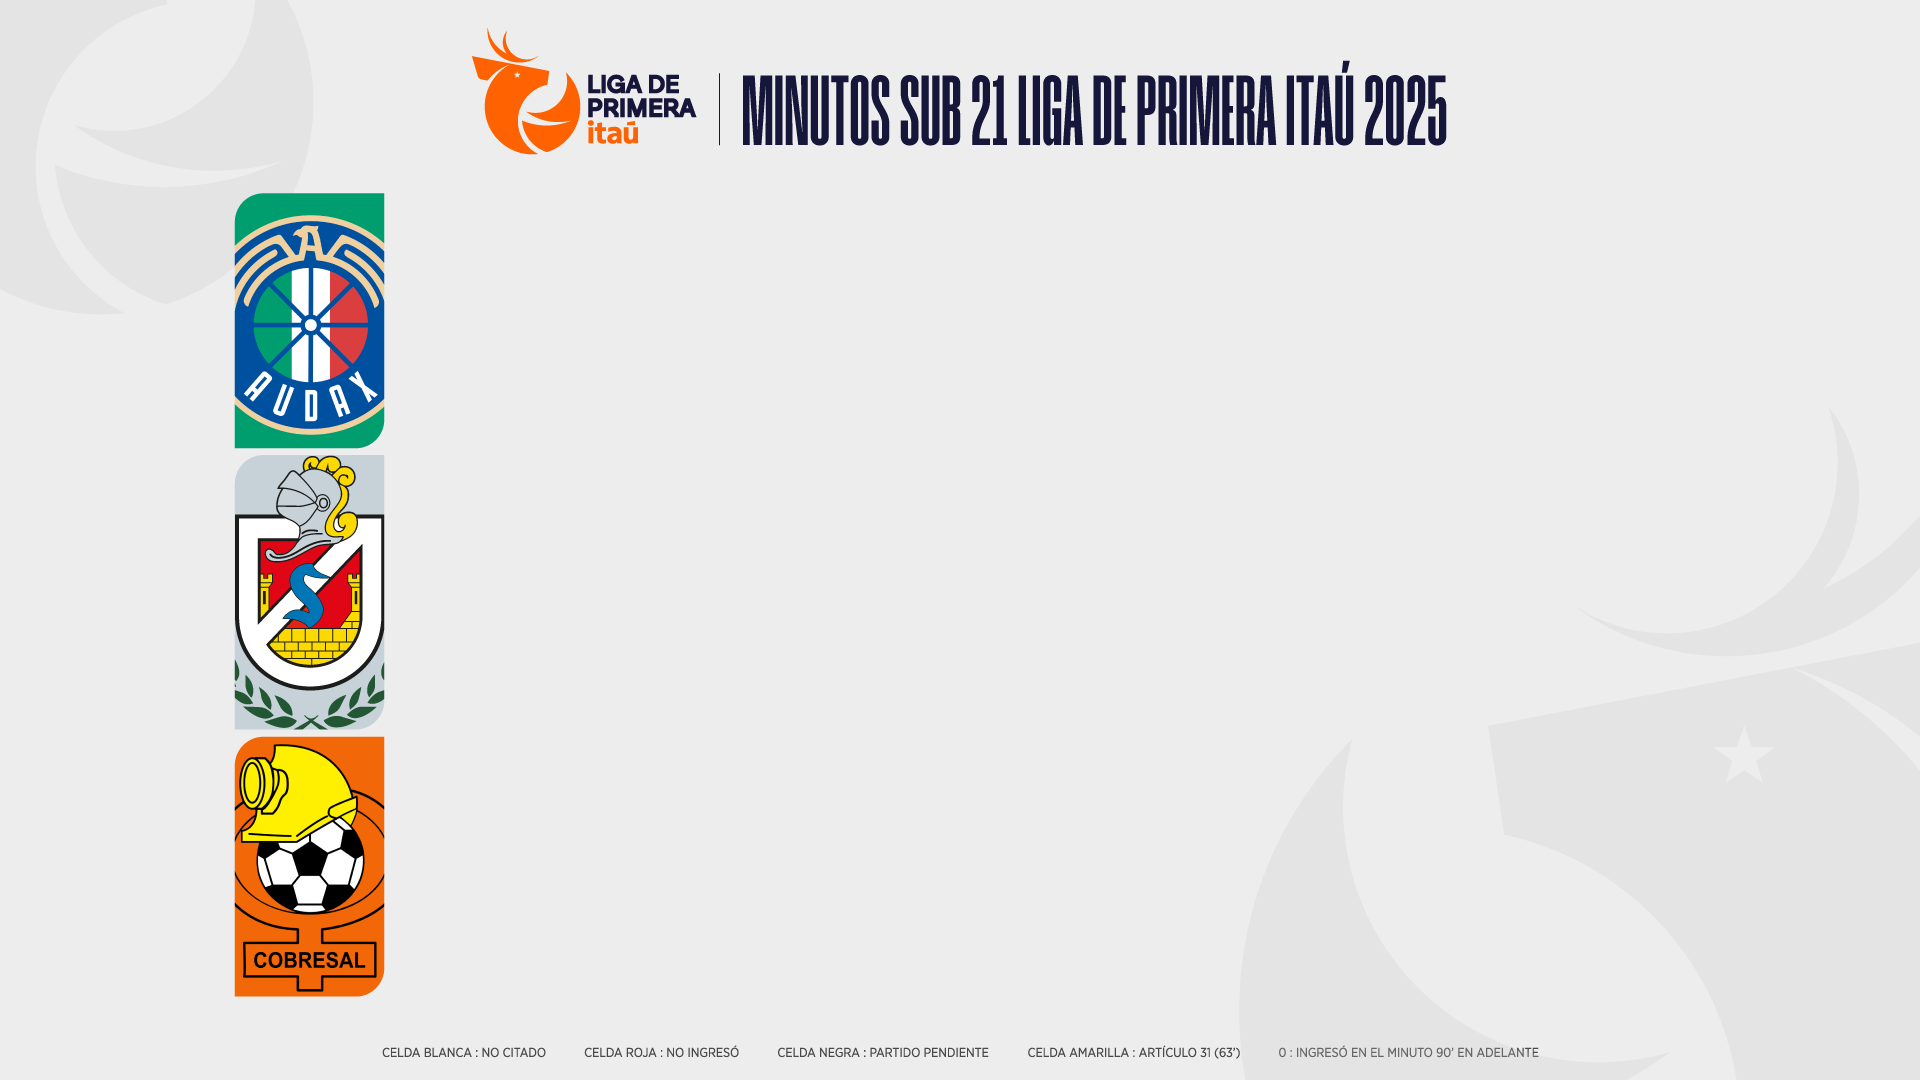 LIGA DE
PRIMERA
itaú
MINUTOS SUB 21 LIGA DE PRIMERA ITAÚ 2025
AUDAX
COBRESAL
CELDA BLANCA : NO CITADO
CELDA ROJA : NO INGRESÓ
CELDA NEGRA : PARTIDO PENDIENTE
CELDA AMARILLA : ARTÍCULO 31 (63')
0 : INGRESÓ EN EL MINUTO 90' EN ADELANTE